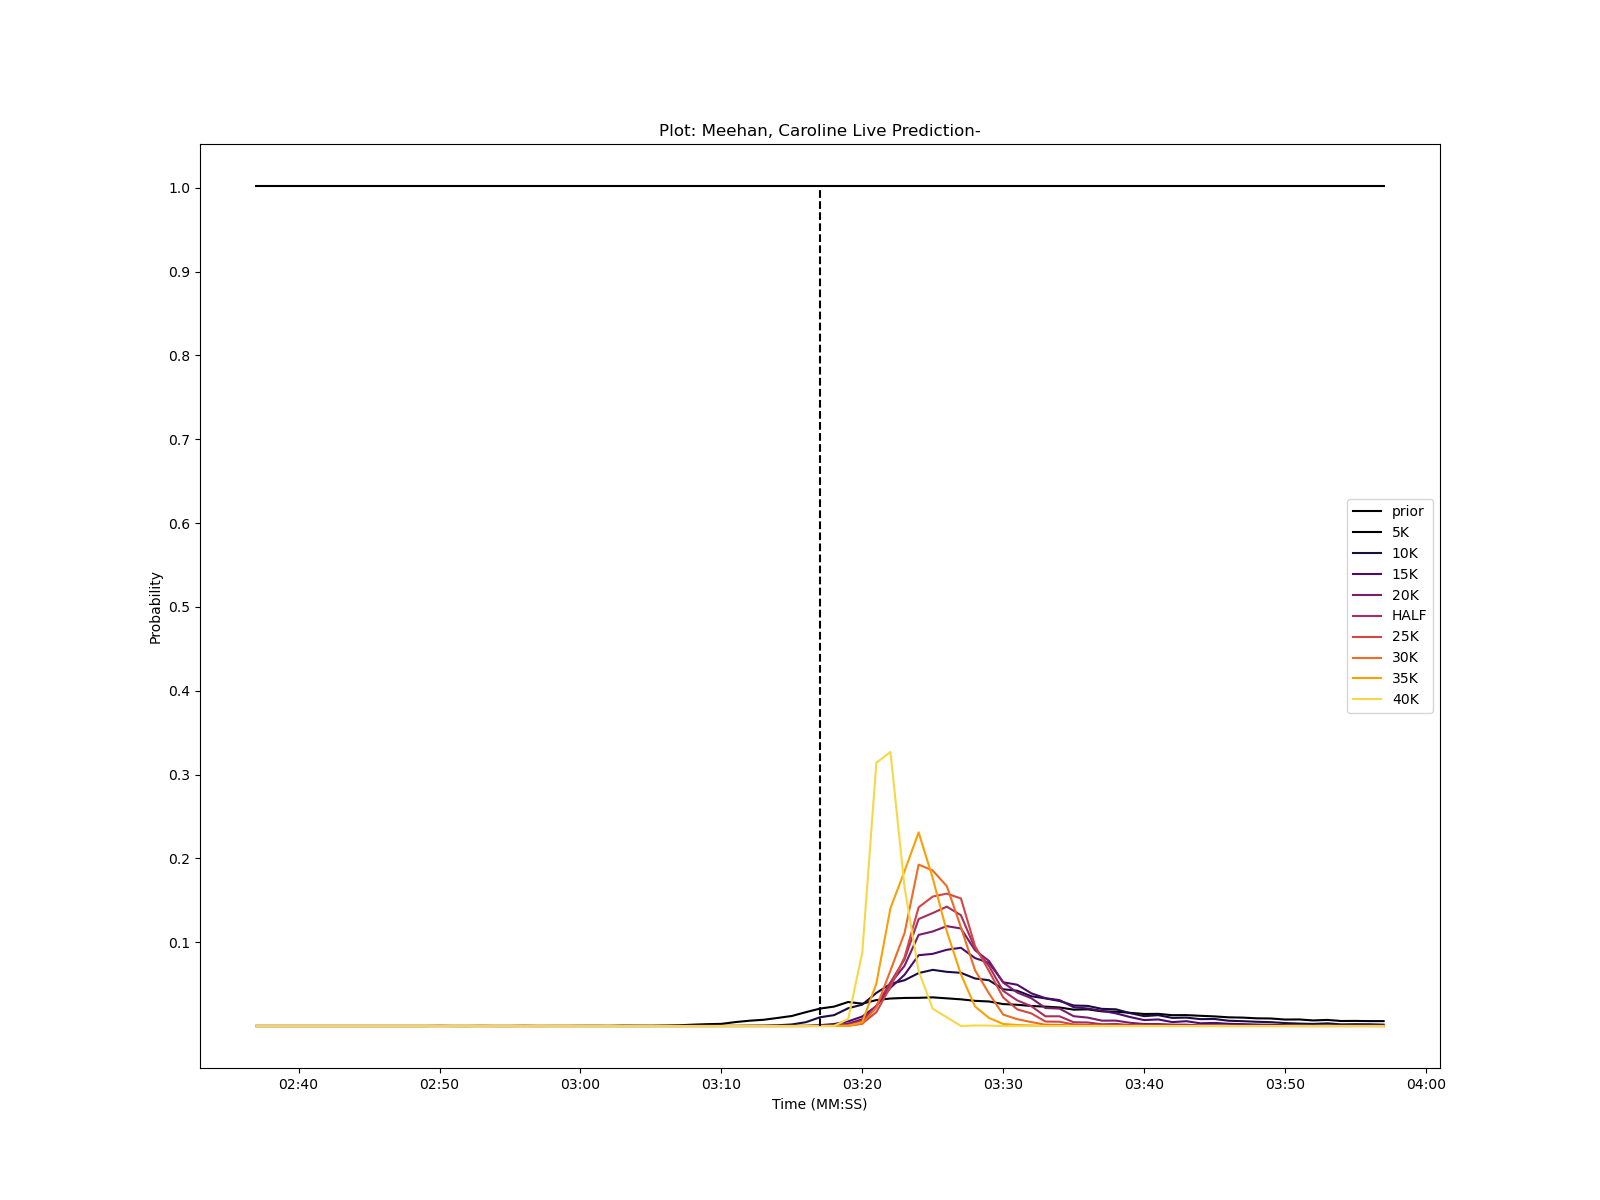 Plot: Meehan, Caroline Live Prediction-
1.0
0.9
0.8
0.7
0.6
0.5
0.4
0.3
0.2
0.1
Probability
prior
5K
10K
15K
20K
HALF
25K
30K
35K
40K
02:40 02:50 03:00 03:10 03:20 03:30 03:40 03:50 04:00
Time (MM:SS)